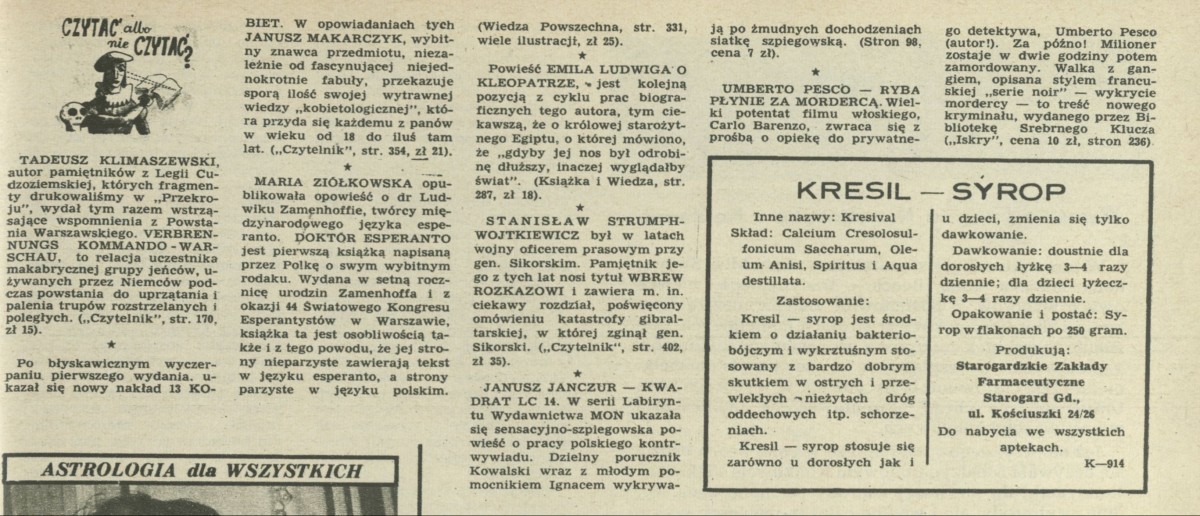 CZYTAĆ albo
nie CZYTAĆ?
TADEUSZ KLIMASZEWSKI,
autor pamiętników z Legii Cu-
dzoziemskiej, których fragmen-
ty drukowaliśmy w „Przekro-
ju", wydał tym razem wstrzą-
sające wspomnienia z Powsta-
nia Warszawskiego. VERBREN-
NUNGS KOMMANDO-WAR-
SCHAU, to relacja uczestnika
makabrycznej grupy jeńców, u-
żywanych przez Niemców pod-
czas powstania do uprzątania i
palenia trupów rozstrzelanych i
poległych. („Czytelnik", str. 170,
zł 15).
★
Po błyskawicznym wyczer-
paniu pierwszego wydania. u-
kazał się nowy nakład 13 KO-
BIET. W opowiadaniach tych
JANUSZ MAKARCZYK, wybit-
ny znawca przedmiotu, nieza-
leżnie od fascynującej niejed-
nokrotnie fabuły, przekazuje
sporą ilość swojej wytrawnej
wiedzy „kobietologicznej", któ-
ra przyda się każdemu z panów
w wieku od 18 do iluś tam
lat. („Czytelnik", str. 354, zł 21).
★
MARIA ZIÓŁKOWSKA opu-
blikowała opowieść o dr Lud-
wiku Zamenhoffie, twórcy mię-
dzynarodowego języka espe-
ranto. DOKTÓR ESPERANTO
jest pierwszą książką napisaną
przez Polkę o swym wybitnym
rodaku. Wydana w setną rocz-
nicę urodzin Zamenhoffa i z
okazji 44 Światowego Kongresu
Esperantystów w Warszawie,
książka ta jest osobliwością tak-
że i z tego powodu, że jej stro-
ny nieparzyste zawierają tekst
w języku esperanto, a strony
parzyste w języku polskim.
(Wiedza Powszechna, str. 331,
wiele ilustracji, zł 25).
★
Powieść EMILA LUDWIGA O
KLEOPATRZE, jest kolejną
pozycją z cyklu prac biogra-
ficznych tego autora, tym cie-
kawszą, że o królowej starożyt-
nego Egiptu, o której mówiono,
że „gdyby jej nos był odrobi-
nę dłuższy, inaczej wyglądałby
świat". (Książka i Wiedza, str.
287, zł 18).
★
STANISŁAW STRUMPH-
WOJTKIEWICZ był w latach
wojny oficerem prasowym przy
gen. Sikorskim. Pamiętnik je-
go z tych lat nosi tytuł WBREW
ROZKAZOWI i zawiera m. in.
ciekawy rozdział, poświęcony
omówieniu katastrofy gibral-
tarskiej, w której zginął gen.
Sikorski. („Czytelnik", str. 402,
zł 35).
★
JANUSZ JANCZUR — KWA-
DRAT LC 14. W serii Labiryn-
tu Wydawnictwa MON ukazała
się sensacyjno-szpiegowska po-
wieść o pracy polskiego kontr-
wywiadu. Dzielny porucznik
Kowalski wraz z młodym po-
mocnikiem Ignacem wykrywa-
ją po żmudnych dochodzeniach
siatkę szpiegowską. (Stron 98,
cena 7 zł).
★
UMBERTO PESCO — RYBA
PŁYNIE ZA MORDERCĄ. Wiel-
ki potentat filmu włoskiego,
Carlo Barenzo, zwraca się z
prośbą o opiekę do prywatne-
go detektywa, Umberto Pesco
(autor!). Za późno! Milioner
zostaje w dwie godziny potem
zamordowany. Walka z gan-
giem, opisana stylem francu-
skiej „serie noir" — wykrycie
mordercy — to treść nowego
kryminału, wydanego przez Bi-
bliotekę Srebrnego Klucza
(„Iskry", cena 10 zł, stron 236)
KRESIL — SYROP
Inne nazwy: Kresival
Skład: Calcium Cresolosul-
fonicum Saccharum, Ole-
um Anisi, Spiritus i Aqua
destillata.
Zastosowanie:
Kresil — syrop jest środ-
kiem o działaniu bakterio-
bójczym i wykrztuśnym sto-
sowany z bardzo dobrym
skutkiem w ostrych i prze-
wlekłych nieżytach dróg
oddechowych itp. schorze-
niach.
Kresil — syrop stosuje się
zarówno u dorosłych jak i
u dzieci, zmienia się tylko
dawkowanie.
Dawkowanie: doustnie dla
dorosłych łyżkę 3—4 razy
dziennie; dla dzieci łyżecz-
kę 3—4 razy dziennie.
Opakowanie i postać: Sy-
rop w flakonach po 250 gram.
Produkują:
Starogardzkie Zakłady
Farmaceutyczne
Starogard Gd.,
ul. Kościuszki 24/26
Do nabycia we wszystkich
aptekach.
K—914
ASTROLOGIA dla WSZYSTKICH